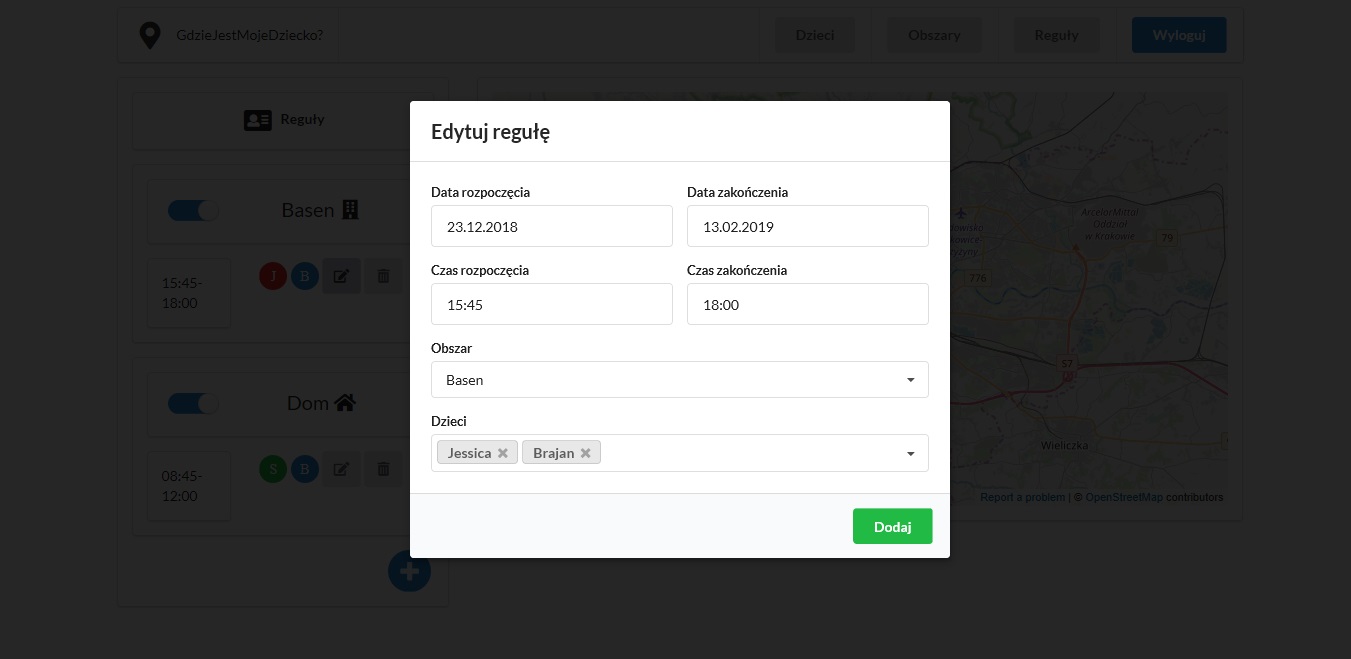 GdzieJestMojeDziecko?
Dzieci
Obszary
Reguły
Wyloguj
Reguły
Basen
15:45-
18:00
J
B
Dom
08:45-
12:00
S
B
Edytuj regułę
Data rozpoczęcia
Data zakończenia
23.12.2018
13.02.2019
Czas rozpoczęcia
Czas zakończenia
15:45
18:00
Obszar
Basen
Dzieci
Jessica
Brajan
Dodaj
ArcelorMittal
Oddział
w Krakowie
79
776
S7
Wieliczka
Report a problem | © OpenStreetMap contributors